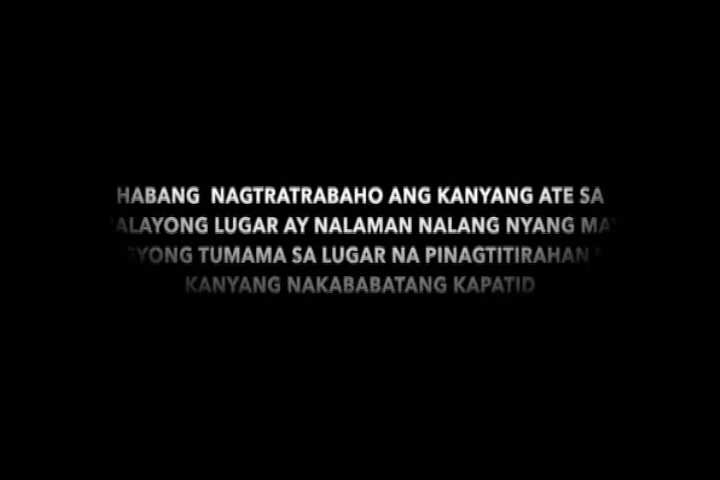 HABANG NAGTRATRABAHO ANG KANYANG ATE SA
LUGAR AY NALAMAN NALANG NYANG
TUMAMA SA LUGAR NA PINAGTITIRAHAN
KANYANG NAKABABATANG KAPATID